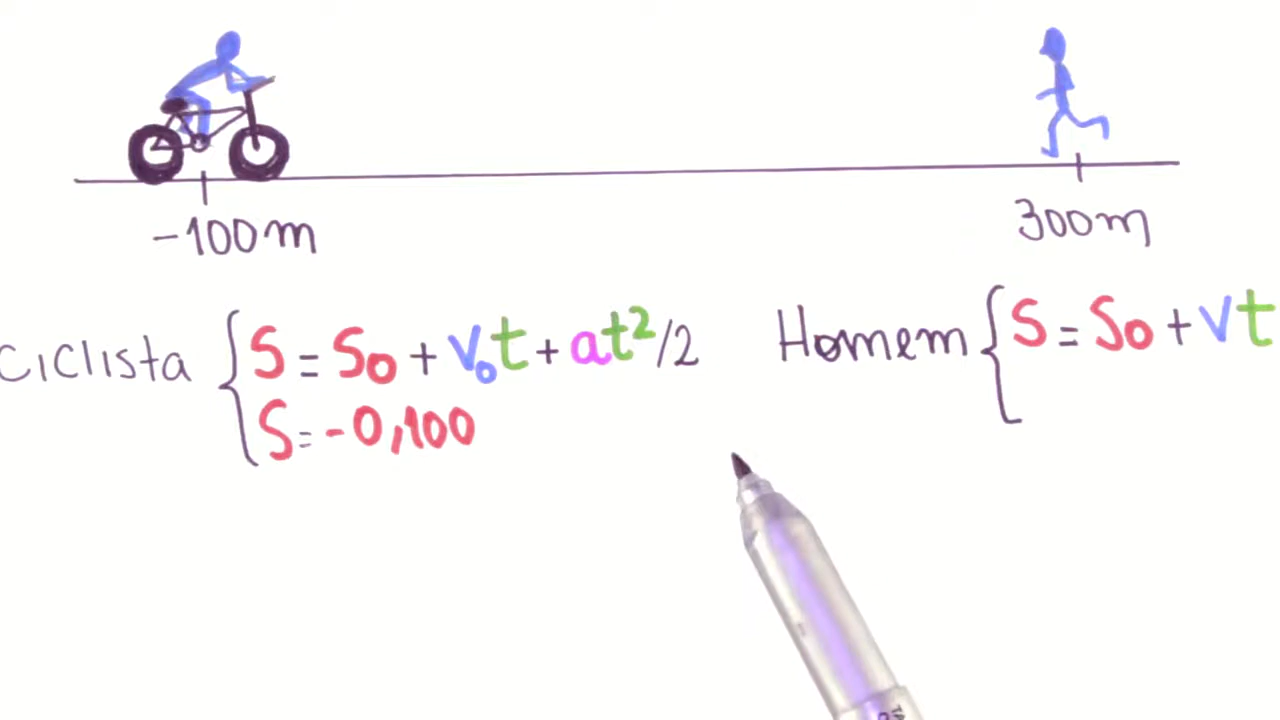 -100m
300m
Ciclista
S = So + Vot + at²/2
S = -0,100
Homem
S = So + Vt